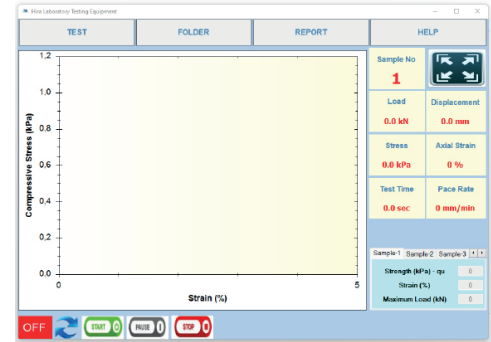 Hira Laboratory Testing Equipment
TEST FOLDER REPORT HELP
1,2
1,0
0,8
0,6
0,4
0,2
0,0
Compressive Stress (kPa)
0 5
Strain (%)
Sample No
1
Load Displacement
0.0 kN 0.0 mm
Stress Axial Strain
0.0 kPa 0 %
Test Time Pace Rate
0.0 sec 0 mm/min
Sample-1 Sample-2 Sample-3
Strength (kPa) - qu 0
Strain (%) 0
Maximum Load (kN) 0
OFF START PAUSE STOP